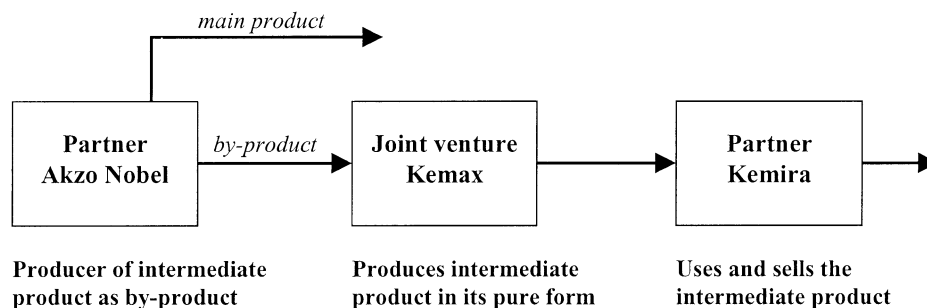 main product
Partner
Akzo Nobel
by-product
Joint venture
Kemax
Partner
Kemira
Producer of intermediate
product as by-product
Produces intermediate
product in its pure form
Uses and sells the
intermediate product